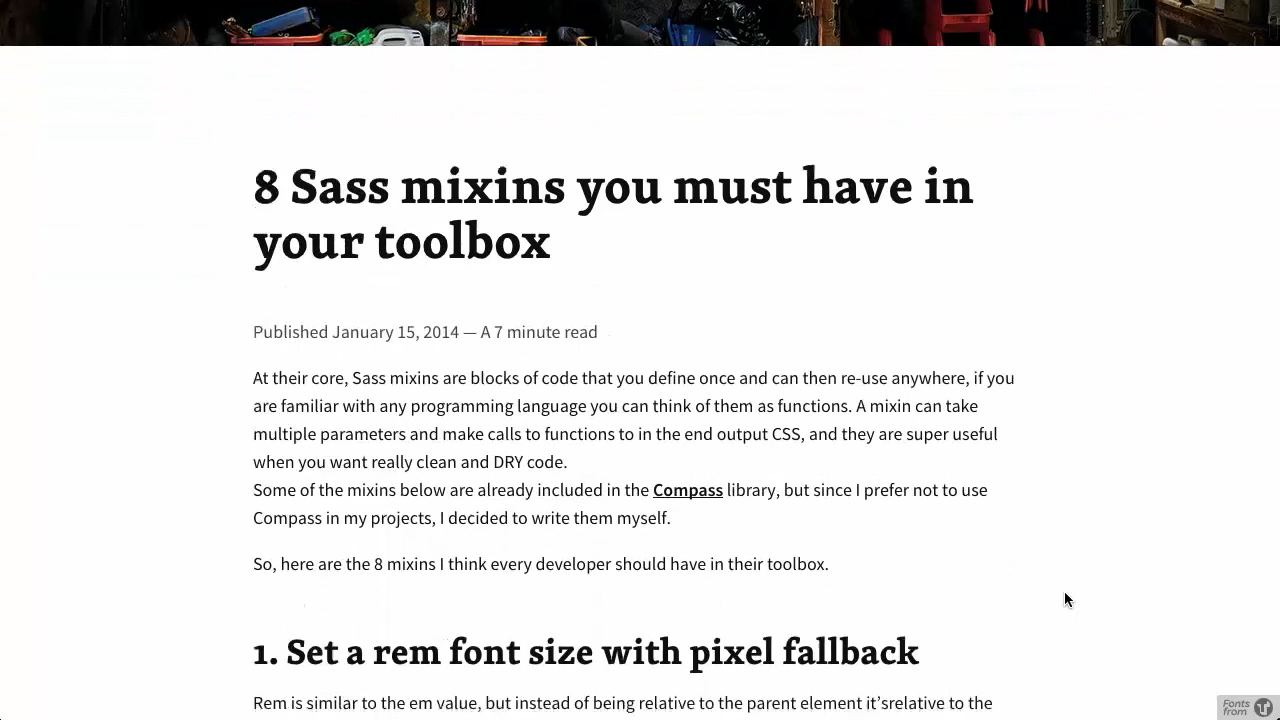 8 Sass mixins you must have in
your toolbox
Published January 15, 2014 — A 7 minute read
At their core, Sass mixins are blocks of code that you define once and can then re-use anywhere, if you
are familiar with any programming language you can think of them as functions. A mixin can take
multiple parameters and make calls to functions to in the end output CSS, and they are super useful
when you want really clean and DRY code.
Some of the mixins below are already included in the Compass library, but since I prefer not to use
Compass in my projects, I decided to write them myself.
So, here are the 8 mixins I think every developer should have in their toolbox.
1. Set a rem font size with pixel fallback
Rem is similar to the em value, but instead of being relative to the parent element it’srelative to the
Fonts
from